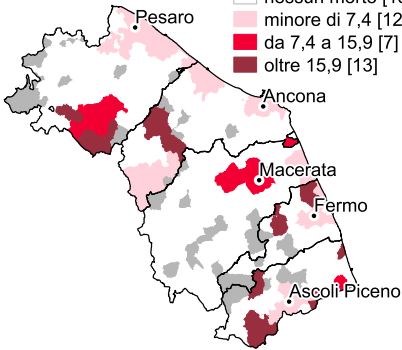 Pesaro
minore di 7,4 [12
da 7,4 a 15,9 [7]
oltre 15,9 [13]
Ancona
Macerata
Fermo
Ascoli Piceno